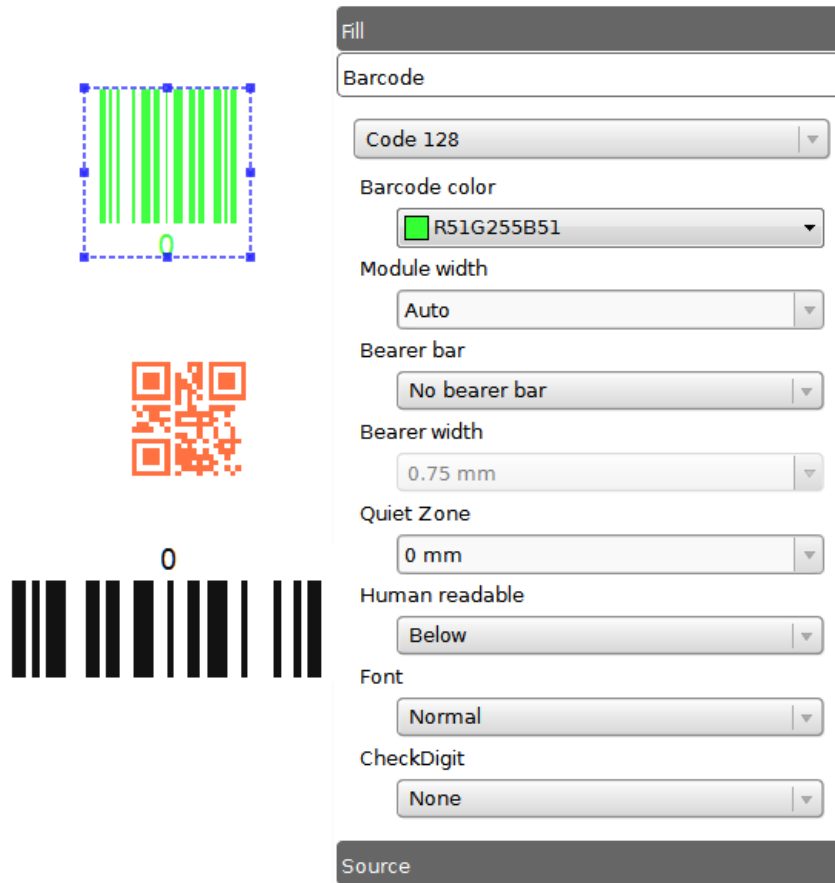 0
0
Fill
Barcode
Code 128
Barcode color
R51G255B51
Module width
Auto
Bearer bar
No bearer bar
Bearer width
0.75 mm
Quiet Zone
0 mm
Human readable
Below
Font
Normal
CheckDigit
None
Source